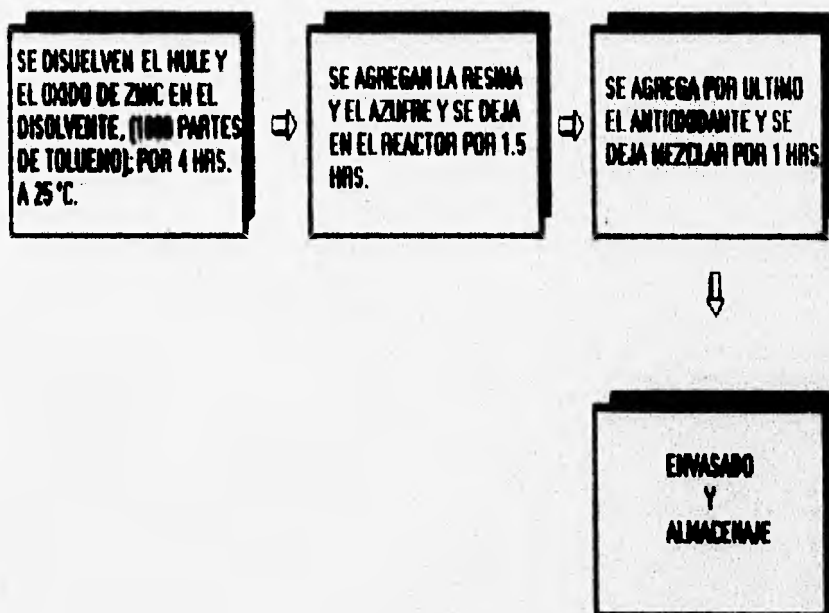 SE DISUELVEN EL HULE Y
EL OXIDO DE ZINC EN EL
DISOLVENTE, (1000 PARTES
DE TOLUENO); POR 4 HRS.
A 25 °C.
SE AGREGAN LA RESINA
Y EL AZUFRE Y SE DEJA
EN EL REACTOR POR 1.5
HRS.
SE AGREGA POR ULTIMO
EL ANTIOXIDANTE Y SE
DEJA MEZCLAR POR 1 HRS.
ENVASADO
Y
ALMACENAJE